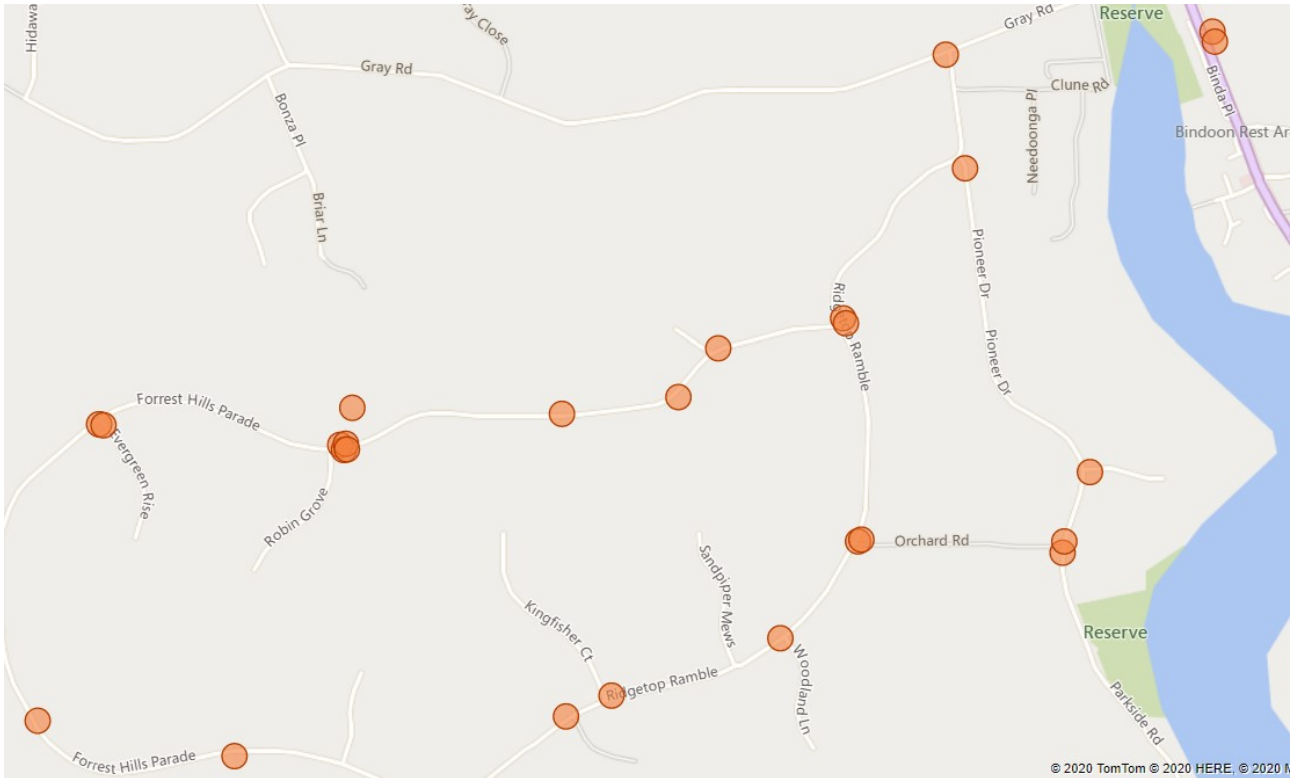 Hidawa
ay Close
Gray Rd
Reserve
Gray Rd
Clune Rd
Needoonga Pl
Binda Pl
Bindoon Rest Ar
Bonza Pl
Briar Ln
Pioneer Dr
Pioneer Dr
Ramble
Forrest Hills Parade
Evergreen Rise
Robin Grove
Orchard Rd
Sandpiper Mews
Kingfisher Ct
Woodland Ln
Ridgetop Ramble
Reserve
Parkside Rd
Forrest Hills Parade
© 2020 TomTom © 2020 HERE, © 2020 M